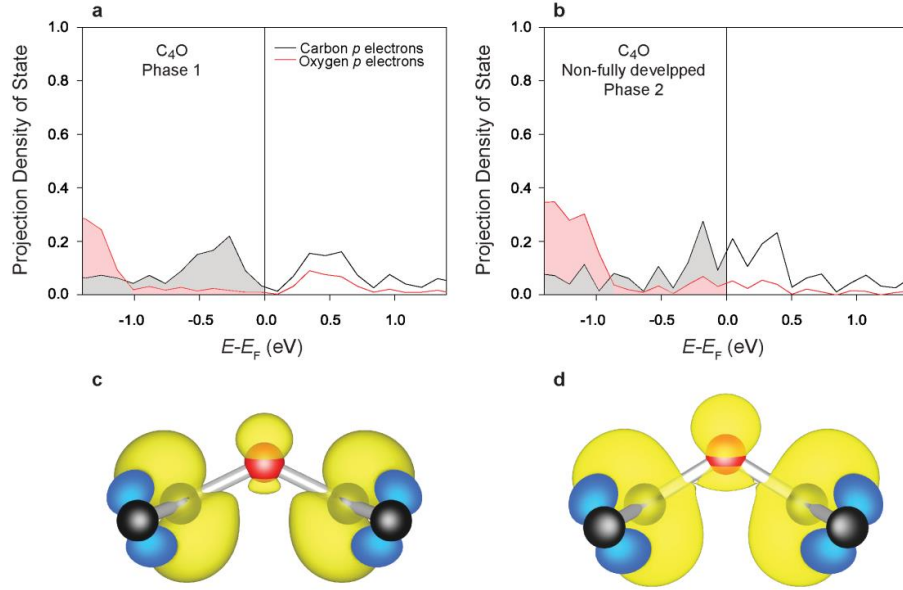 a
1.0
0.8
0.6
0.4
0.2
0.0
Projection Density of State
C₄O
Phase 1
Carbon p electrons
Oxygen p electrons
-1.0
-0.5
0.0
0.5
1.0
E-E_F (eV)
b
1.0
0.8
0.6
0.4
0.2
0.0
Projection Density of State
C₄O
Non-fully develpped
Phase 2
-1.0
-0.5
0.0
0.5
1.0
E-E_F (eV)
c
d